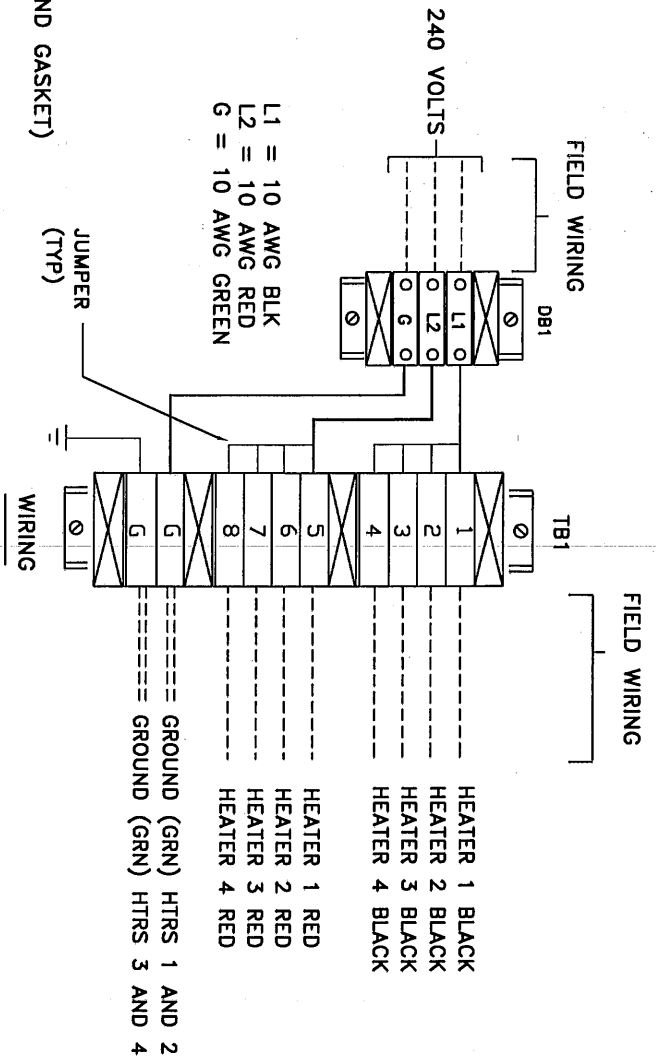 FIELD WIRING
240 VOLTS
DB1
L1
L2
G
L1 = 10 AWG BLK
L2 = 10 AWG RED
G = 10 AWG GREEN
JUMPER
(TYP)
ND GASKET)
TB1
1
2
3
4
5
6
7
8
G
G
FIELD WIRING
HEATER 1 BLACK
HEATER 2 BLACK
HEATER 3 BLACK
HEATER 4 BLACK
HEATER 1 RED
HEATER 2 RED
HEATER 3 RED
HEATER 4 RED
GROUND (GRN) HTRS 1 AND 2
GROUND (GRN) HTRS 3 AND 4
WIRING